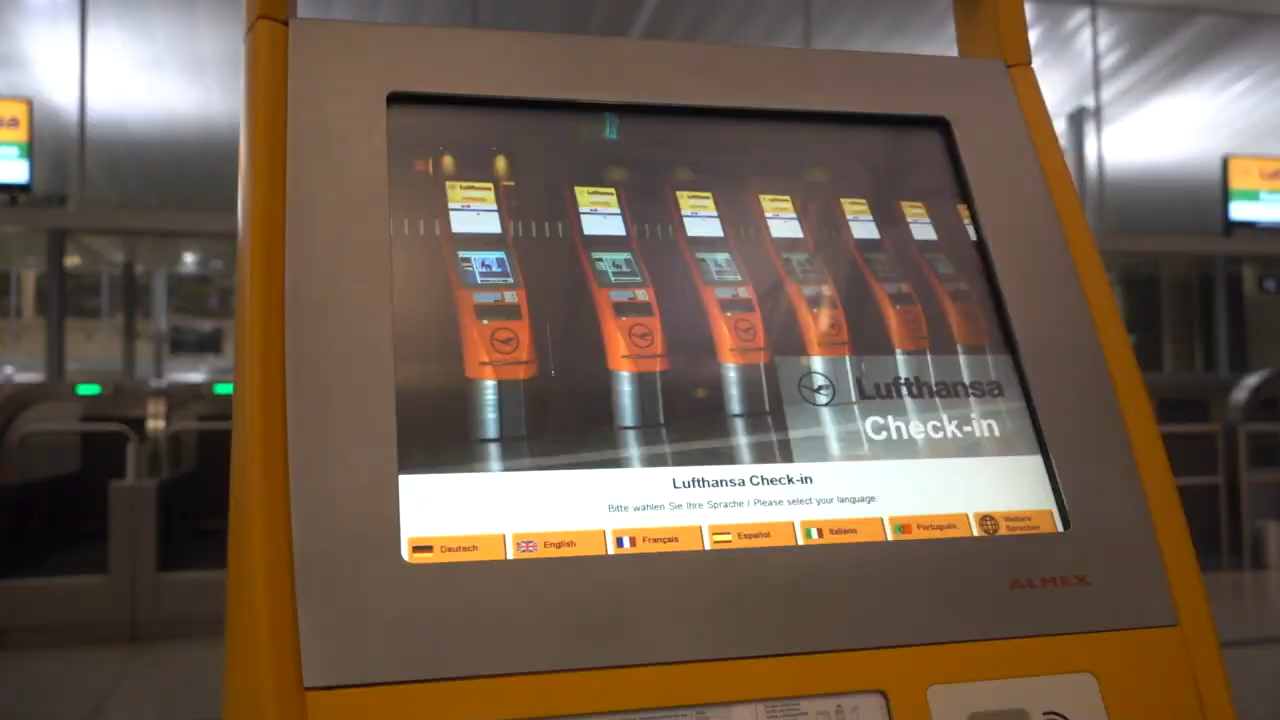 Lufthansa
Check-in
Lufthansa Check-in
Bitte wählen Sie Ihre Sprache / Please select your language:
Deutsch
English
Français
Español
Italiano
Português
Weitere
Sprachen
ALMEX